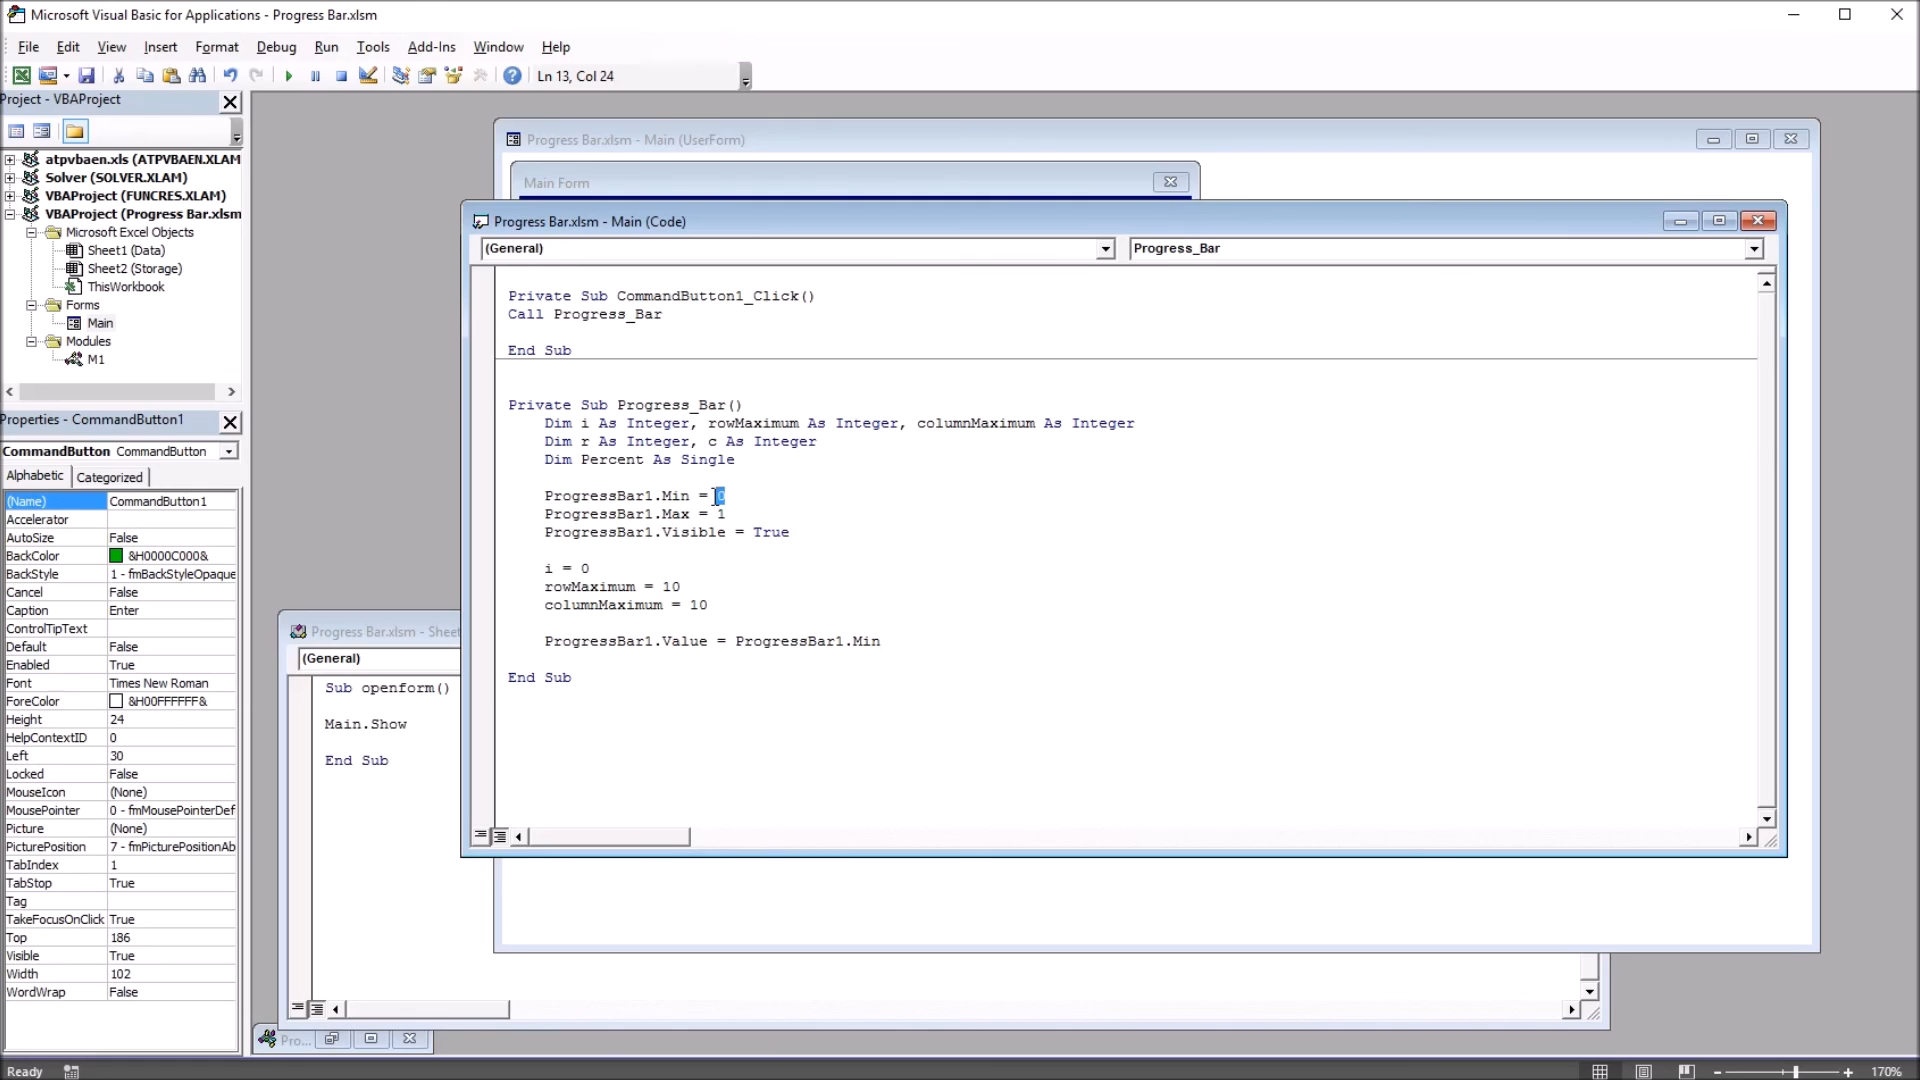 Microsoft Visual Basic for Applications - Progress Bar.xlsm
File Edit View Insert Format Debug Run Tools Add-Ins Window Help
Ln 13, Col 24
Project - VBAProject
atpvbaen.xls (ATPVBAEN.XLAM
Solver (SOLVER.XLAM)
VBAProject (FUNCRES.XLAM)
VBAProject (Progress Bar.xlsm
Microsoft Excel Objects
Sheet1 (Data)
Sheet2 (Storage)
ThisWorkbook
Forms
Main
Modules
M1
Properties - CommandButton1
CommandButton CommandButton
Alphabetic Categorized
(Name) CommandButton1
Accelerator
AutoSize False
BackColor &H0000C000&
BackStyle 1 - fmBackStyleOpaque
Cancel False
Caption Enter
ControlTipText
Default False
Enabled True
Font Times New Roman
ForeColor &H00FFFFFF&
Height 24
HelpContextID 0
Left 30
Locked False
MouseIcon (None)
MousePointer 0 - fmMousePointerDef
Picture (None)
PicturePosition 7 - fmPicturePositionAb
TabIndex 1
TabStop True
Tag
TakeFocusOnClick True
Top 186
Visible True
Width 102
WordWrap False
Progress Bar.xlsm - Main (UserForm)
Main Form
Progress Bar.xlsm - Main (Code)
(General) Progress_Bar
Private Sub CommandButton1_Click()
Call Progress_Bar
End Sub
Private Sub Progress_Bar()
Dim i As Integer, rowMaximum As Integer, columnMaximum As Integer
Dim r As Integer, c As Integer
Dim Percent As Single
ProgressBar1.Min = 0
ProgressBar1.Max = 1
ProgressBar1.Visible = True
i = 0
rowMaximum = 10
columnMaximum = 10
ProgressBar1.Value = ProgressBar1.Min
End Sub
Progress Bar.xlsm - Sheet
(General)
Sub openform()
Main.Show
End Sub
Pro...
Ready
170%